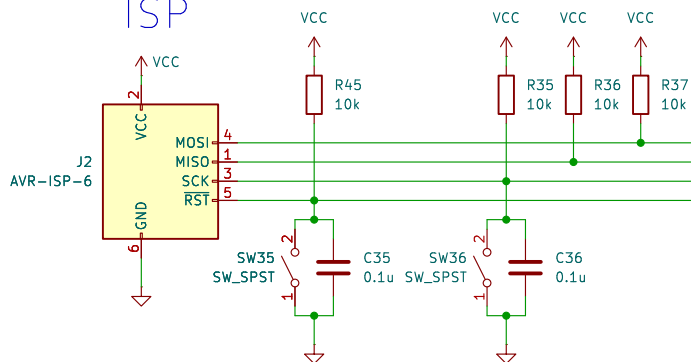 ISP
VCC
VCC
VCC
VCC
VCC
R45
10k
R35
10k
R36
10k
R37
10k
2
VCC
J2
AVR-ISP-6
MOSI 4
MISO 1
SCK 3
RST 5
GND
6
2
SW35
SW_SPST
1
C35
0.1u
2
SW36
SW_SPST
1
C36
0.1u